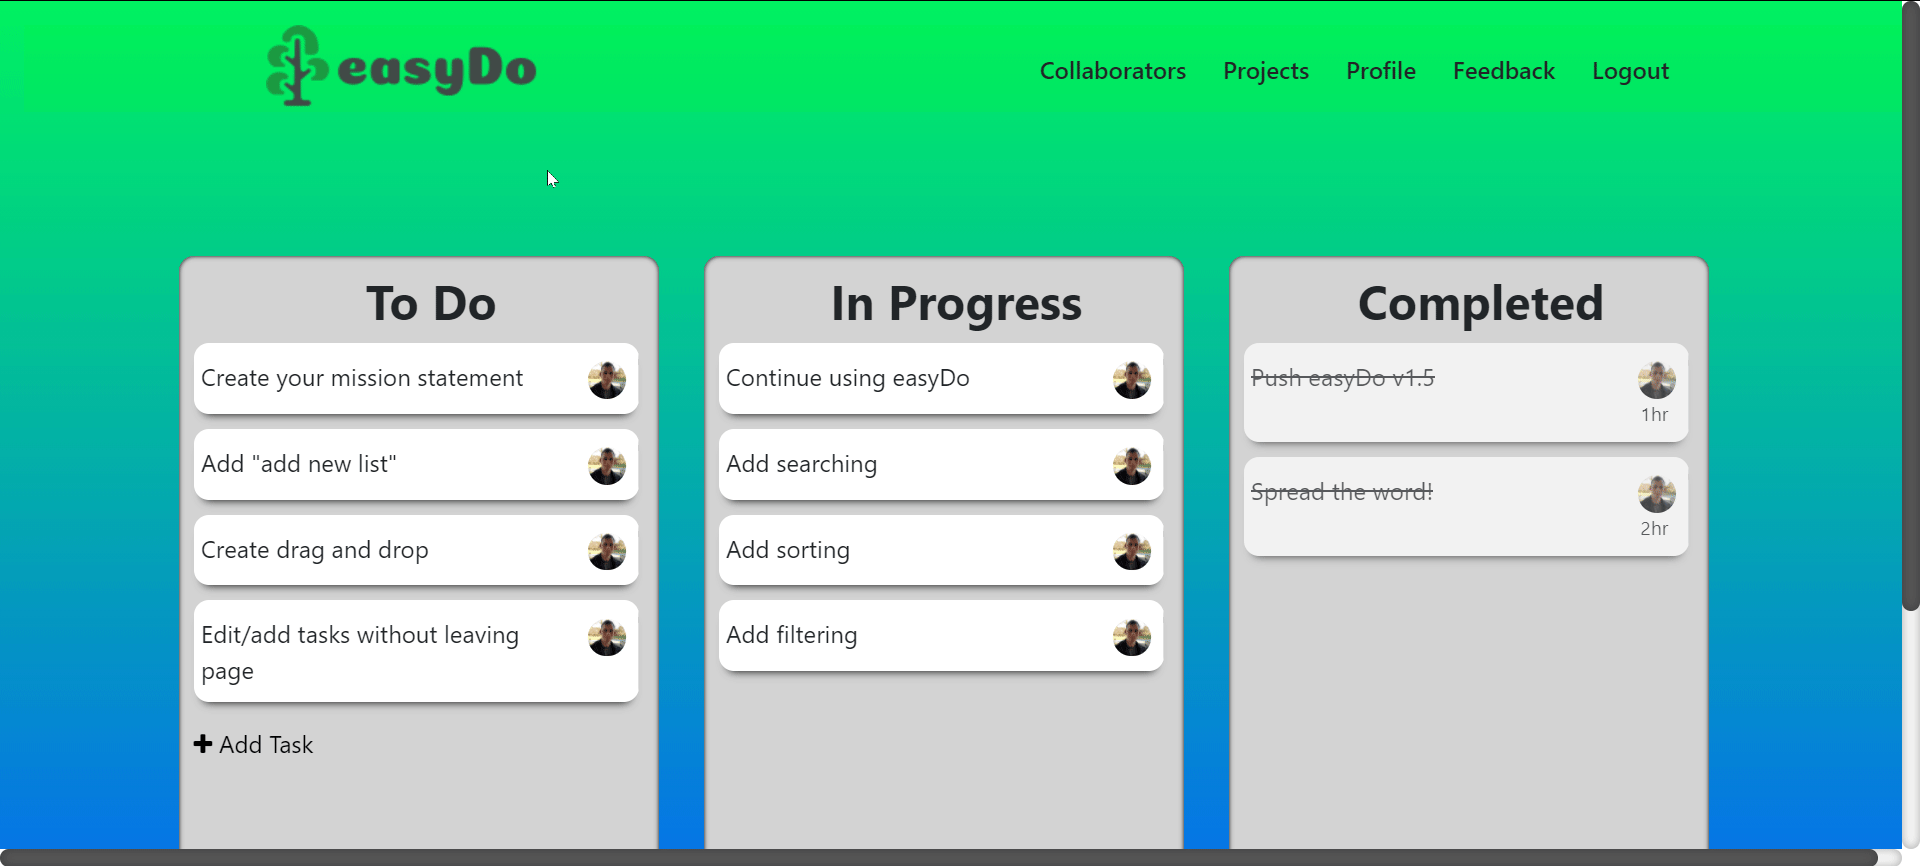 easyDo
Collaborators
Projects
Profile
Feedback
Logout
To Do
Create your mission statement
Add "add new list"
Create drag and drop
Edit/add tasks without leaving
page
Add Task
In Progress
Continue using easyDo
Add searching
Add sorting
Add filtering
Completed
Push easyDo v1.5
1hr
Spread the word!
2hr